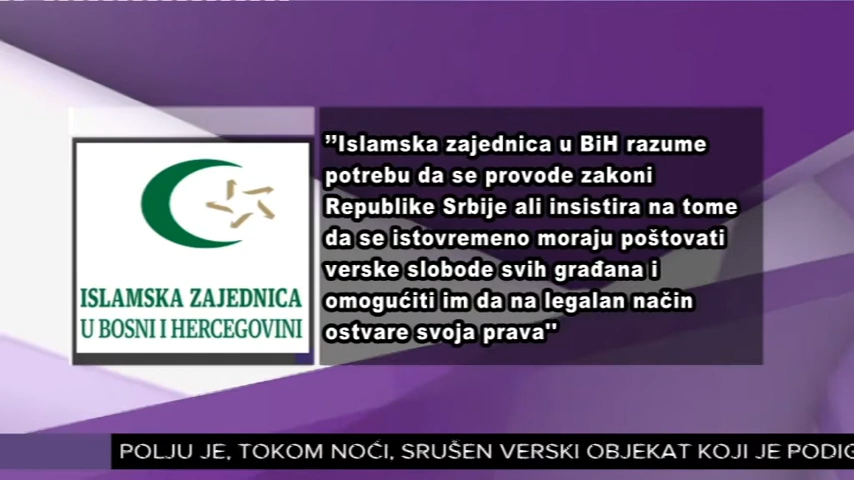 ISLAMSKA ZAJEDNICA
U BOSNI I HERCEGOVINI
”Islamska zajednica u BiH razume
potrebu da se provode zakoni
Republike Srbije ali insistira na tome
da se istovremeno moraju poštovati
verske slobode svih građana i
omogućiti im da na legalan način
ostvare svoja prava"
POLJU JE, TOKOM NOĆI, SRUŠEN VERSKI OBJEKAT KOJI JE PODIG